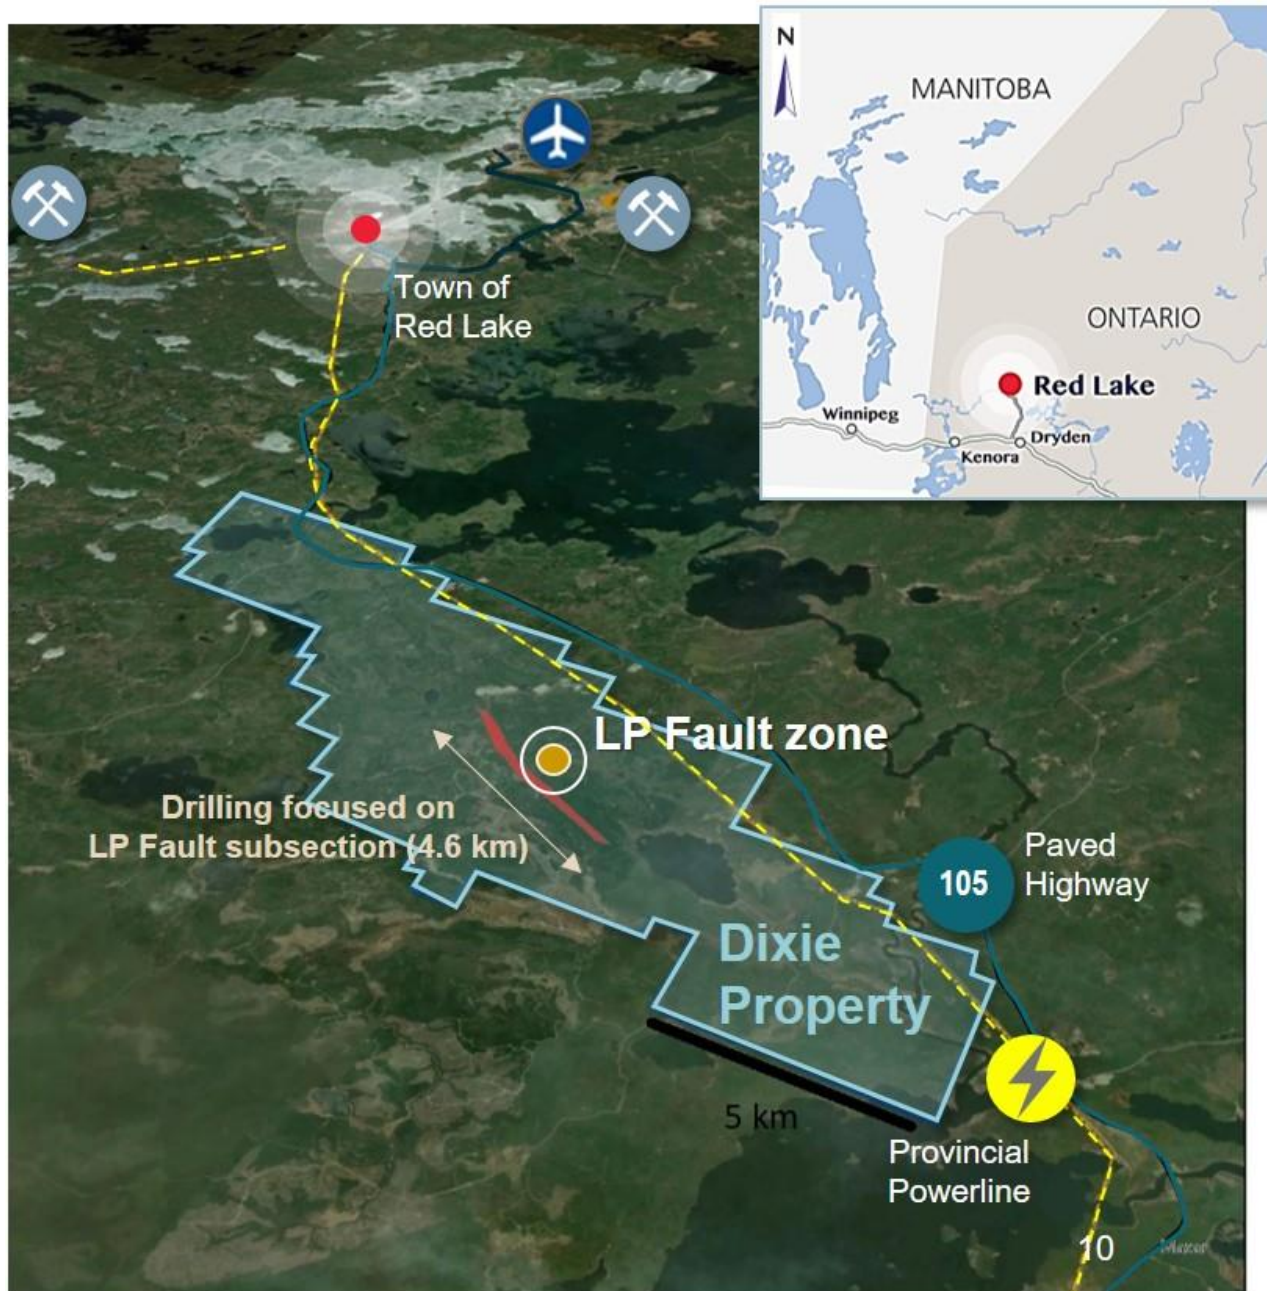 N
MANITOBA
ONTARIO
Red Lake
Winnipeg
Dryden
Kenora
Town of
Red Lake
LP Fault zone
Drilling focused on
LP Fault subsection (4.6 km)
105
Paved
Highway
Dixie
Property
5 km
Provincial
Powerline
10
Maxar